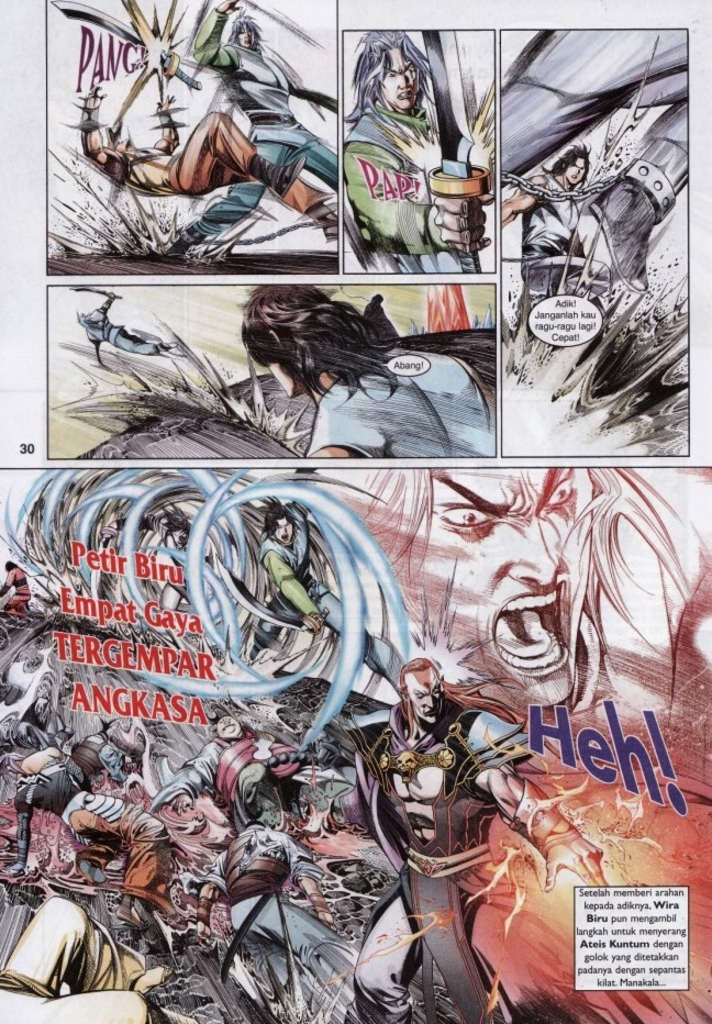 PANG!
PAP!
Adik!
Janganlah kau
ragu-ragu lagi!
Cepat!
Abang!
30
Petir Biru
Empat Gaya
TERGEMPAR
ANGKASA
Heh!
Setelah memberi arahan
kepada adiknya, Wira
Biru pun mengambil
langkah untuk menyerang
Ateis Kuntum dengan
golok yang ditetakkan
padanya dengan sepantas
kilat. Manakala...